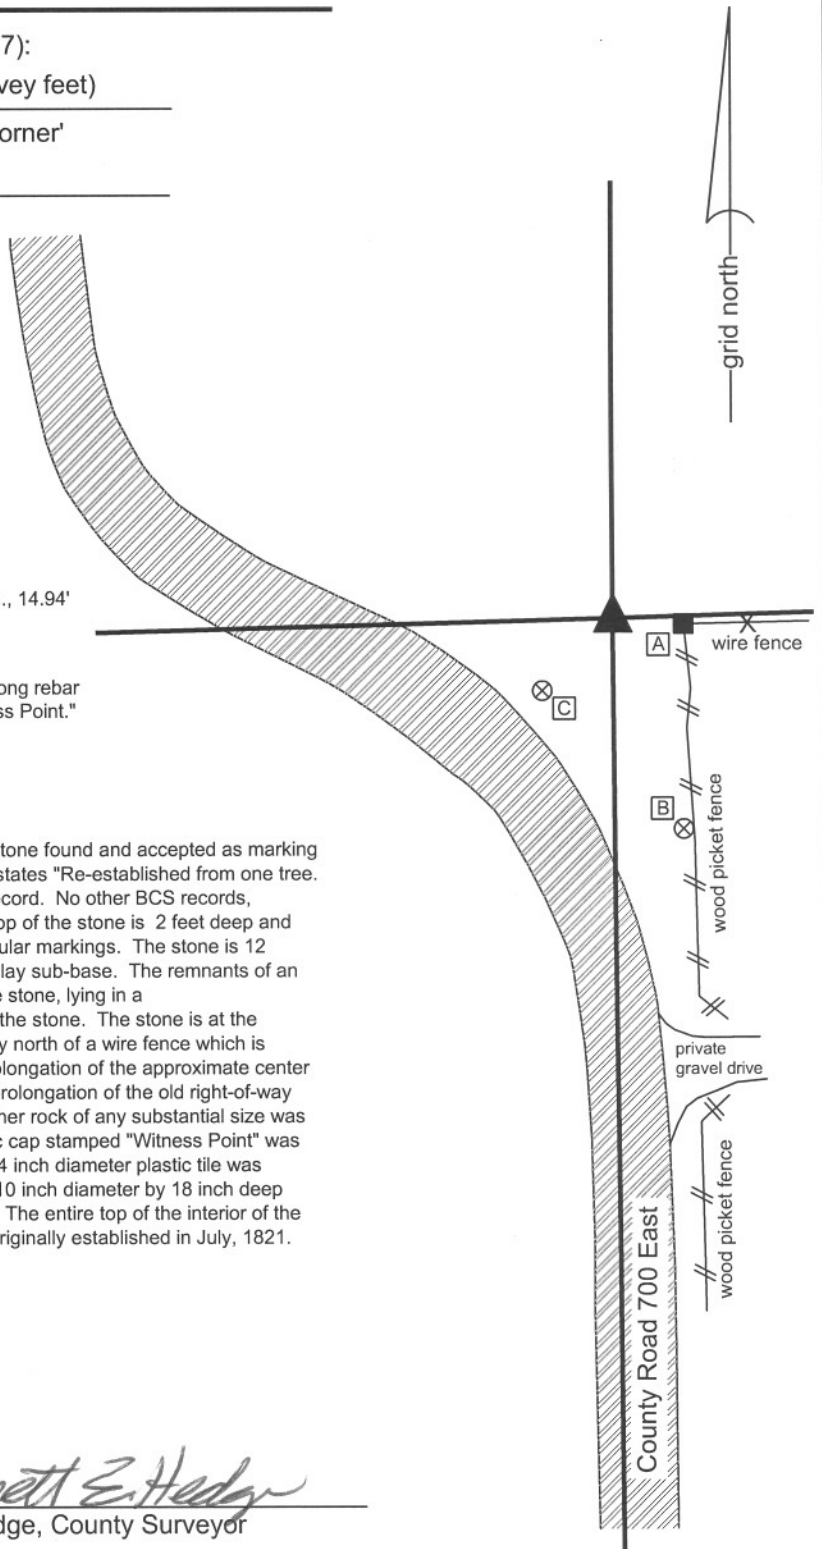 7):
vey feet)
orner'
grid north
., 14.94'
A
wire fence
ong rebar
ss Point."
C
B
wood picket fence
tone found and accepted as marking
states "Re-established from one tree.
cord. No other BCS records,
op of the stone is 2 feet deep and
ular markings. The stone is 12
lay sub-base. The remnants of an
e stone, lying in a
the stone. The stone is at the
y north of a wire fence which is
olongation of the approximate center
rolongation of the old right-of-way
her rock of any substantial size was
c cap stamped "Witness Point" was
4 inch diameter plastic tile was
10 inch diameter by 18 inch deep
The entire top of the interior of the
riginally established in July, 1821.
private
gravel drive
wood picket fence
County Road 700 East
ett E. Hedge
dge, County Surveyor